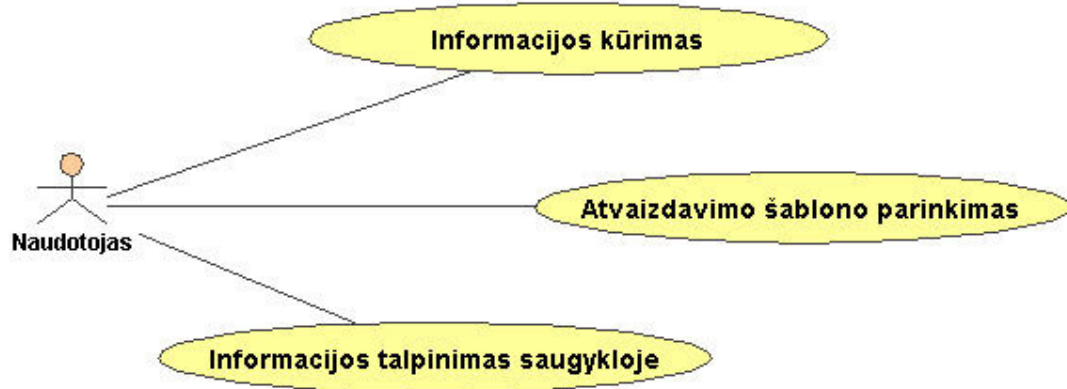 Informacijos kūrimas
Atvaizdavimo šablono parinkimas
Naudotojas
Informacijos talpinimas saugykloje